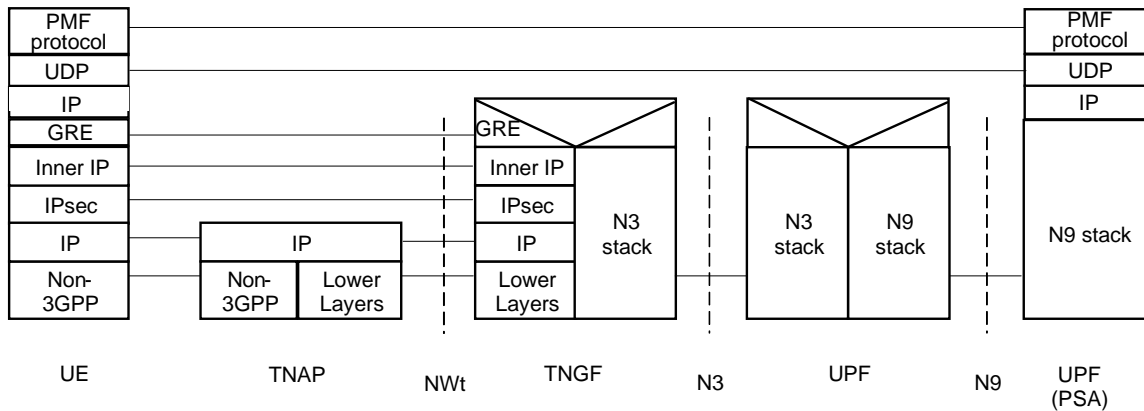 PMF
protocol
UDP
IP
GRE
Inner IP
IPsec
IP
Non-
3GPP
UE
IP
Non-
3GPP
Lower
Layers
TNAP
NWt
GRE
Inner IP
IPsec
IP
Lower
Layers
N3
stack
TNGF
N3
N3
stack
N9
stack
UPF
N9
PMF
protocol
UDP
IP
N9 stack
UPF
(PSA)